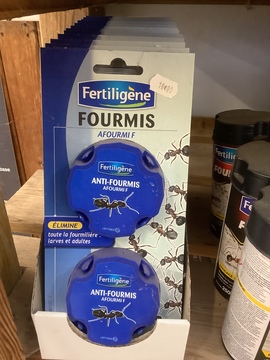 Fertiligène
FOURMIS
AFOURMI F
Fertiligène
ANTI-FOURMIS
AFOURMI F
ÉLIMINE
toute la fourmilière
larves et adultes
Fertiligène
ANTI-FOURMIS
AFOURMI F